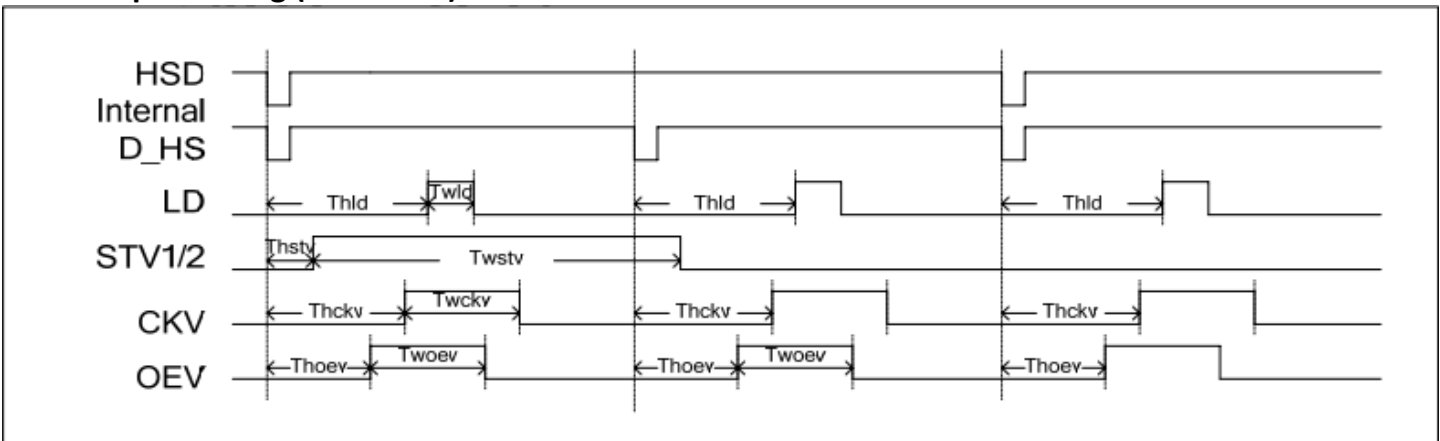 HSD
Internal
D_HS
LD Thld Twld Thld Thld
STV1/2 Thstv Twstv
CKV Thckv Twckv Thckv Thckv
OEV Thoev Twoev Thoev Twoev Thoev